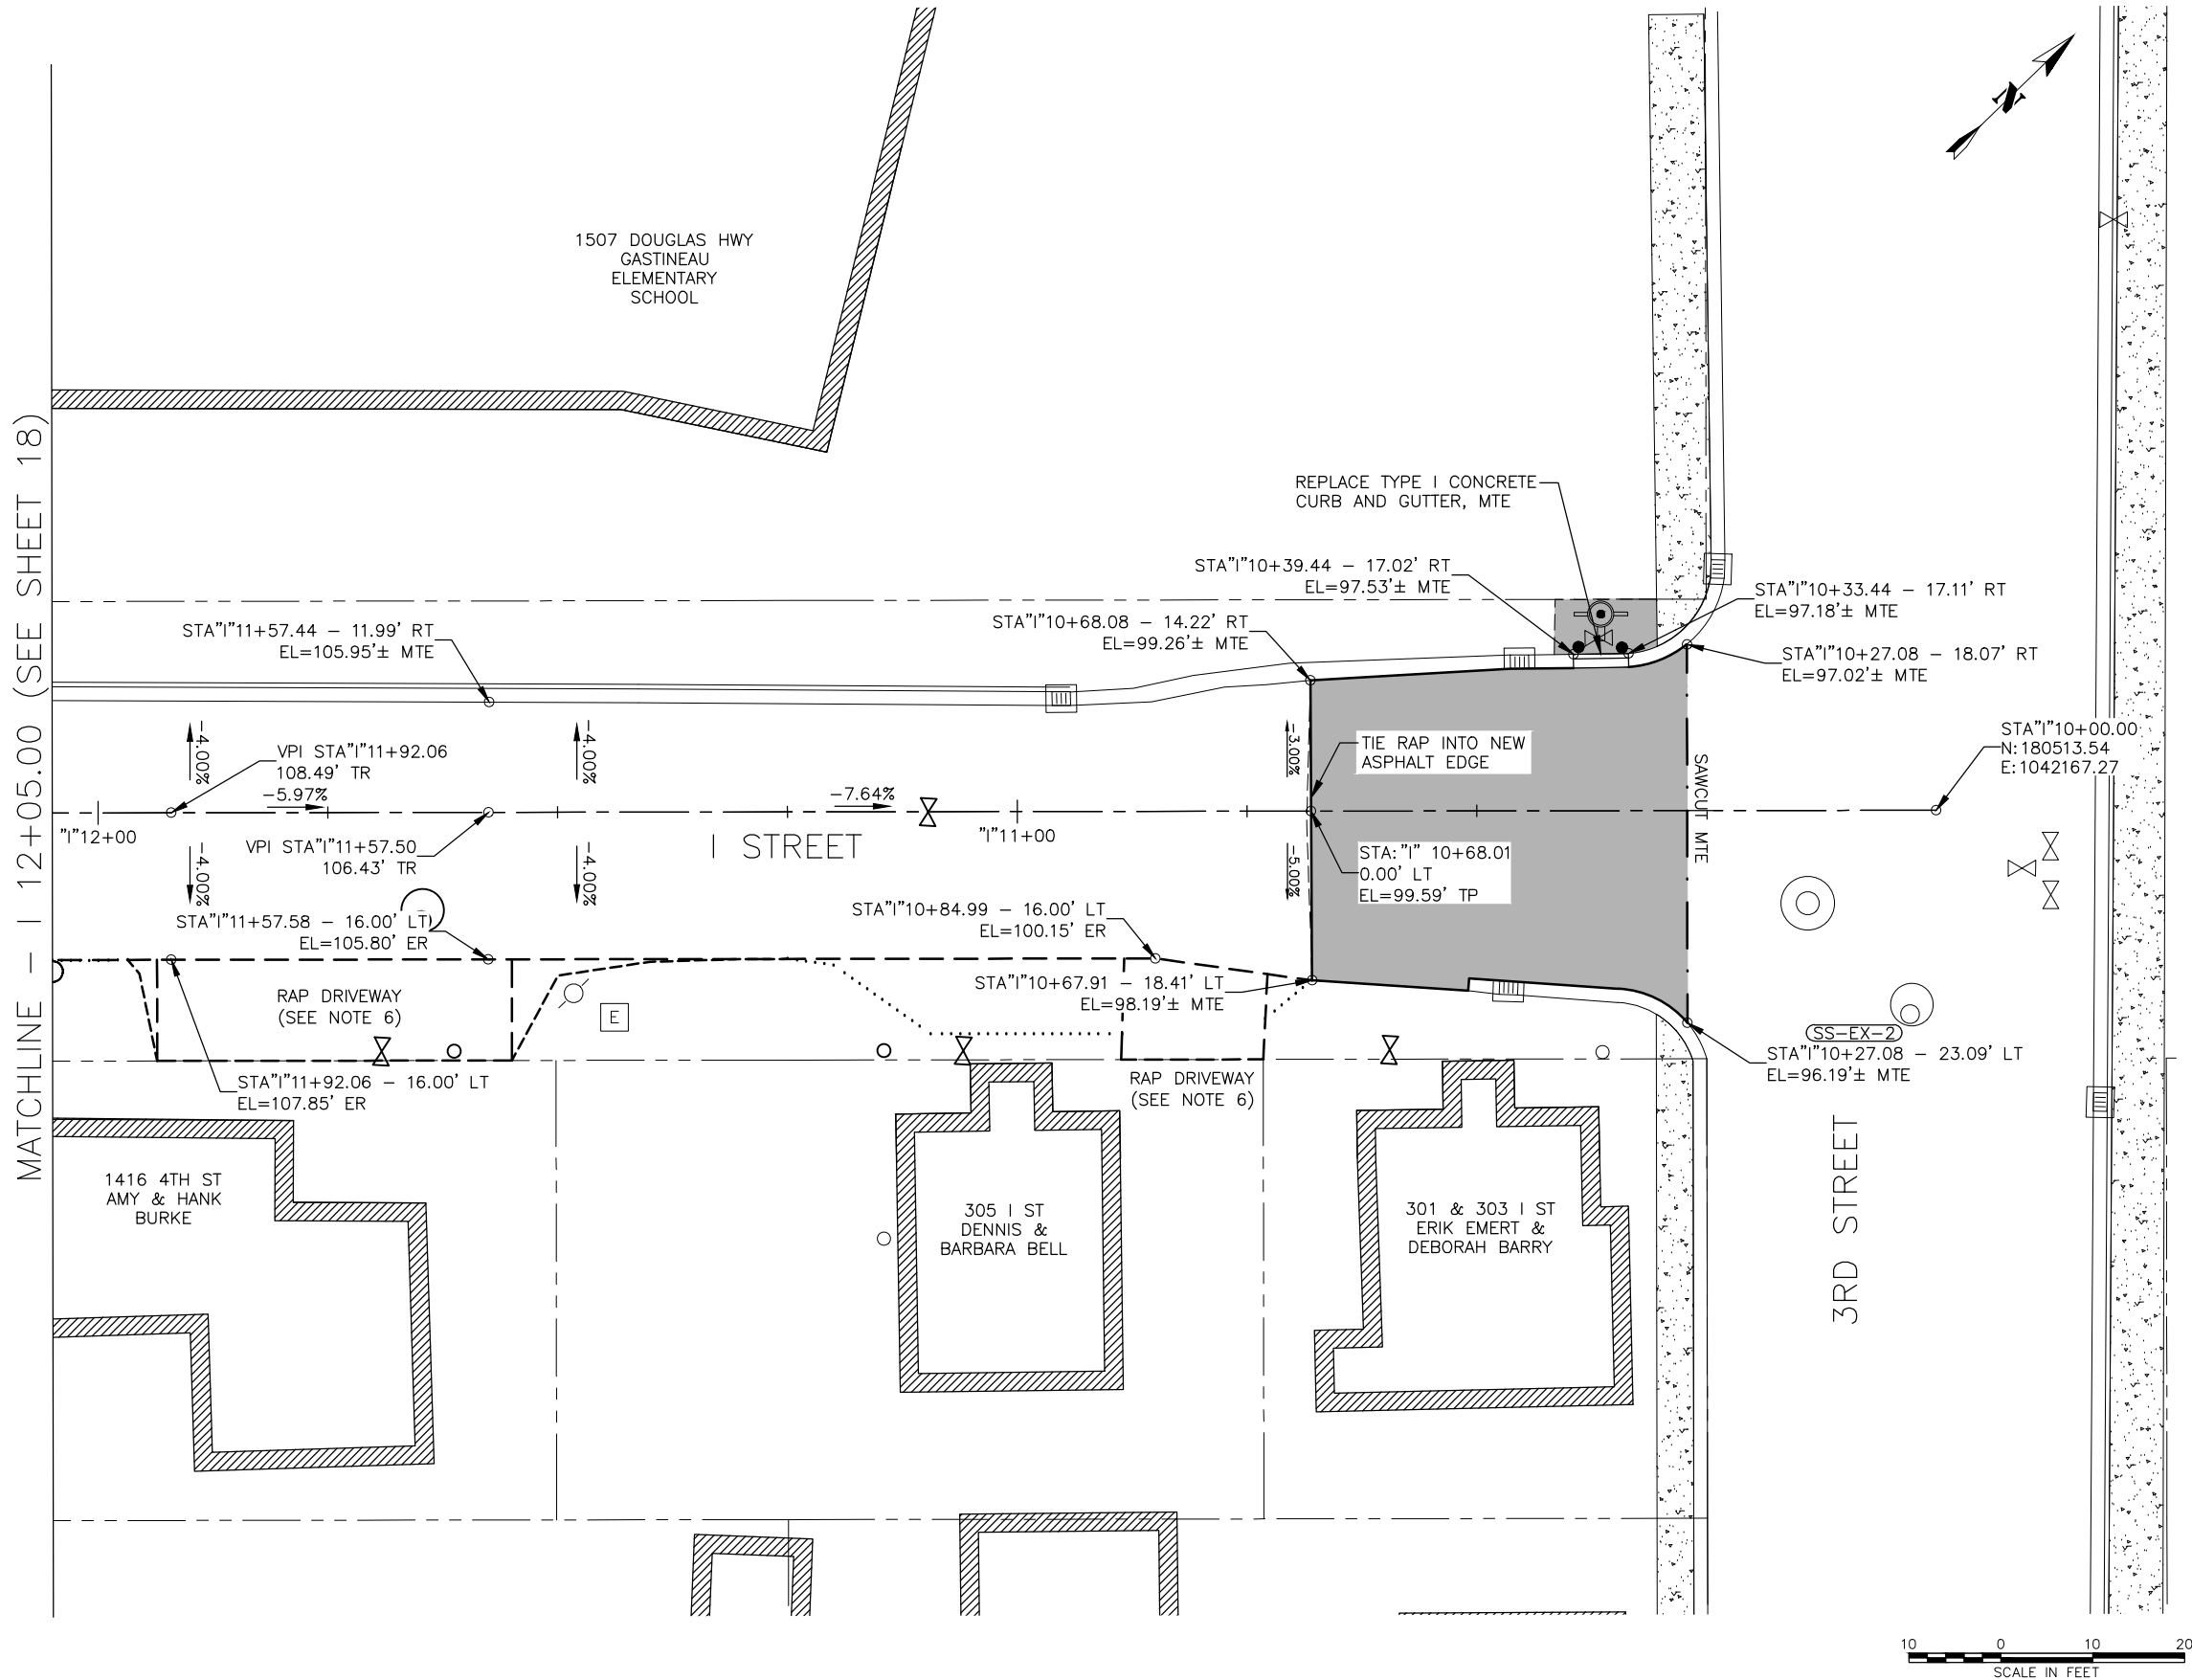 1507 DOUGLAS HWY
GASTINEAU
ELEMENTARY
SCHOOL
N
MATCHLINE – I 12+05.00 (SEE SHEET 18)
REPLACE TYPE I CONCRETE
CURB AND GUTTER, MTE
STA"I"10+39.44 – 17.02' RT
EL=97.53'± MTE
STA"I"10+33.44 – 17.11' RT
EL=97.18'± MTE
STA"I"10+68.08 – 14.22' RT
EL=99.26'± MTE
STA"I"11+57.44 – 11.99' RT
EL=105.95'± MTE
STA"I"10+27.08 – 18.07' RT
EL=97.02'± MTE
STA"I"10+00.00
N:180513.54
E:1042167.27
-4.00%
VPI STA"I"11+92.06
108.49' TR
-5.97%
-4.00%
-7.64%
-3.00%
TIE RAP INTO NEW
ASPHALT EDGE
SAWCUT MTE
"I"12+00
VPI STA"I"11+57.50
106.43' TR
-4.00%
-4.00%
I STREET
"I"11+00
-5.00%
STA:"I" 10+68.01
0.00' LT
EL=99.59' TP
STA"I"11+57.58 – 16.00' LT
EL=105.80' ER
STA"I"10+84.99 – 16.00' LT
EL=100.15' ER
STA"I"10+67.91 – 18.41' LT
EL=98.19'± MTE
RAP DRIVEWAY
(SEE NOTE 6)
E
SS-EX-2
STA"I"10+27.08 – 23.09' LT
EL=96.19'± MTE
STA"I"11+92.06 – 16.00' LT
EL=107.85' ER
RAP DRIVEWAY
(SEE NOTE 6)
1416 4TH ST
AMY & HANK
BURKE
305 I ST
DENNIS &
BARBARA BELL
301 & 303 I ST
ERIK EMERT &
DEBORAH BARRY
3RD STREET
10 0 10 20
SCALE IN FEET